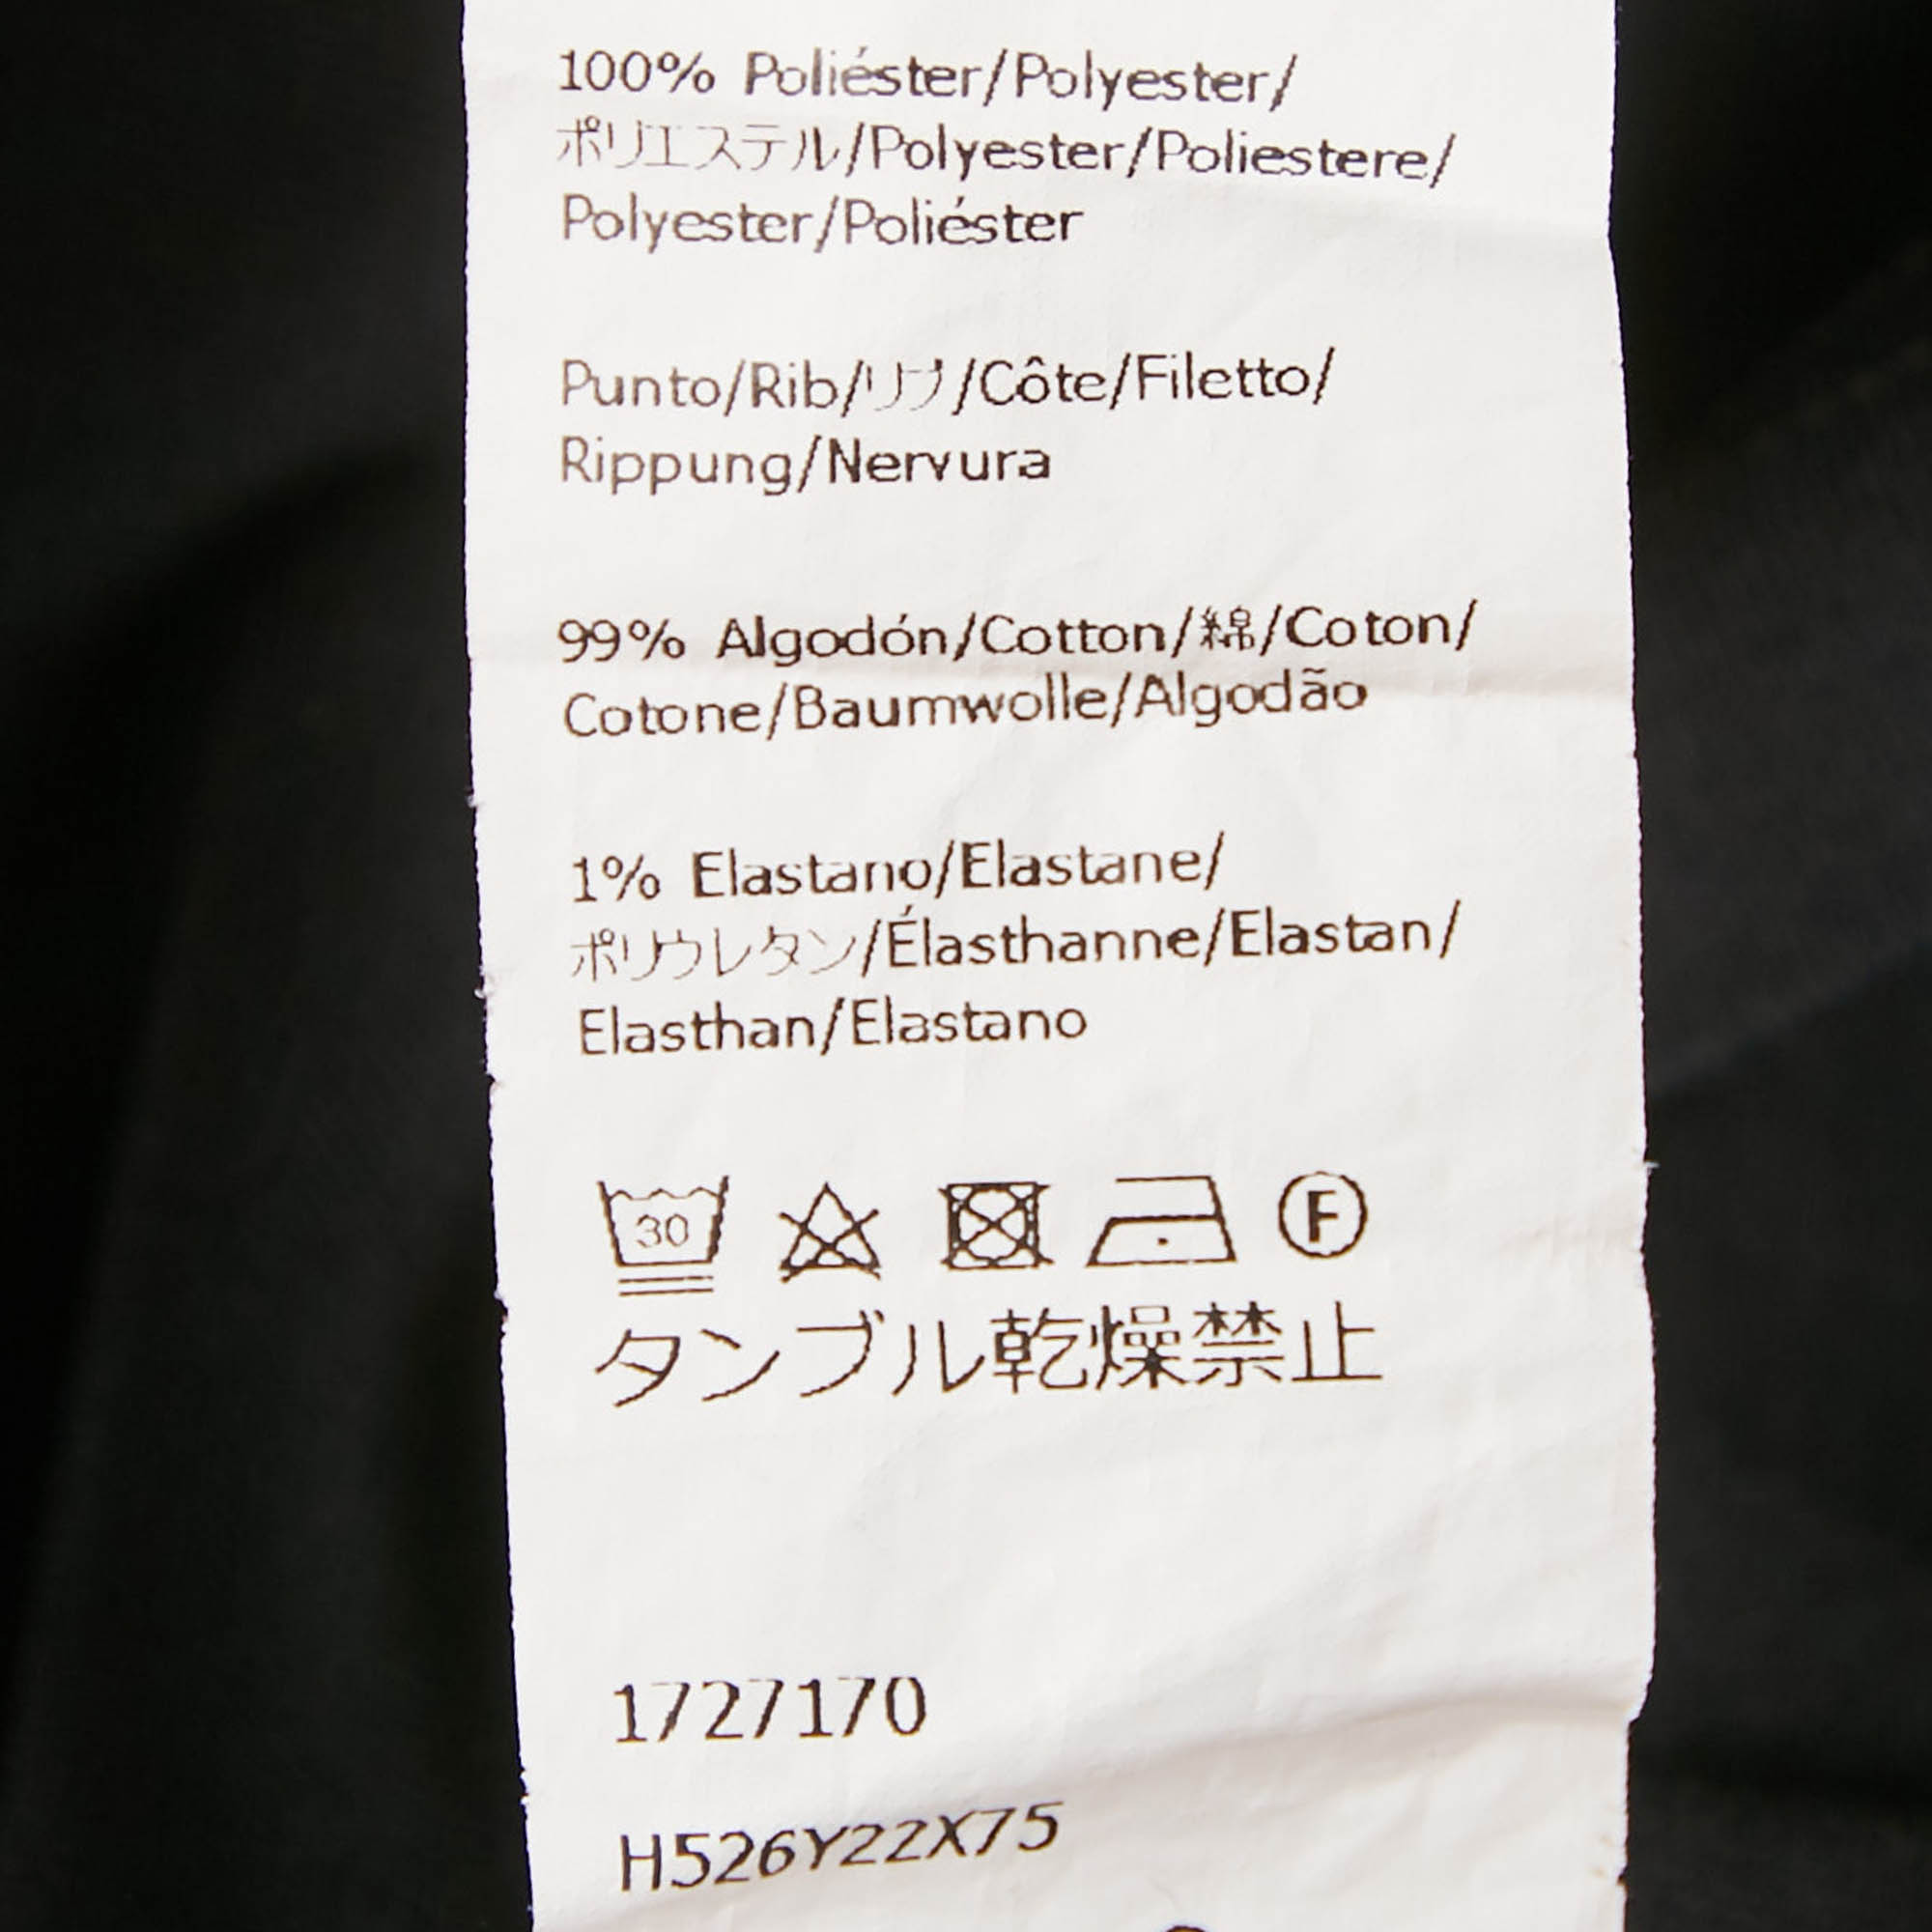 100% Poliéster/Polyester/
ポリエステル/Polyester/Poliestere/
Polyester/Poliéster
Punto/Rib/リブ/Côte/Filetto/
Rippung/Nervura
99% Algodón/Cotton/綿/Coton/
Cotone/Baumwolle/Algodão
1% Elastano/Elastane/
ポリウレタン/Élasthanne/Elastan/
Elasthan/Elastano
30 F
タンブル乾燥禁止
1727170
H526Y22X75